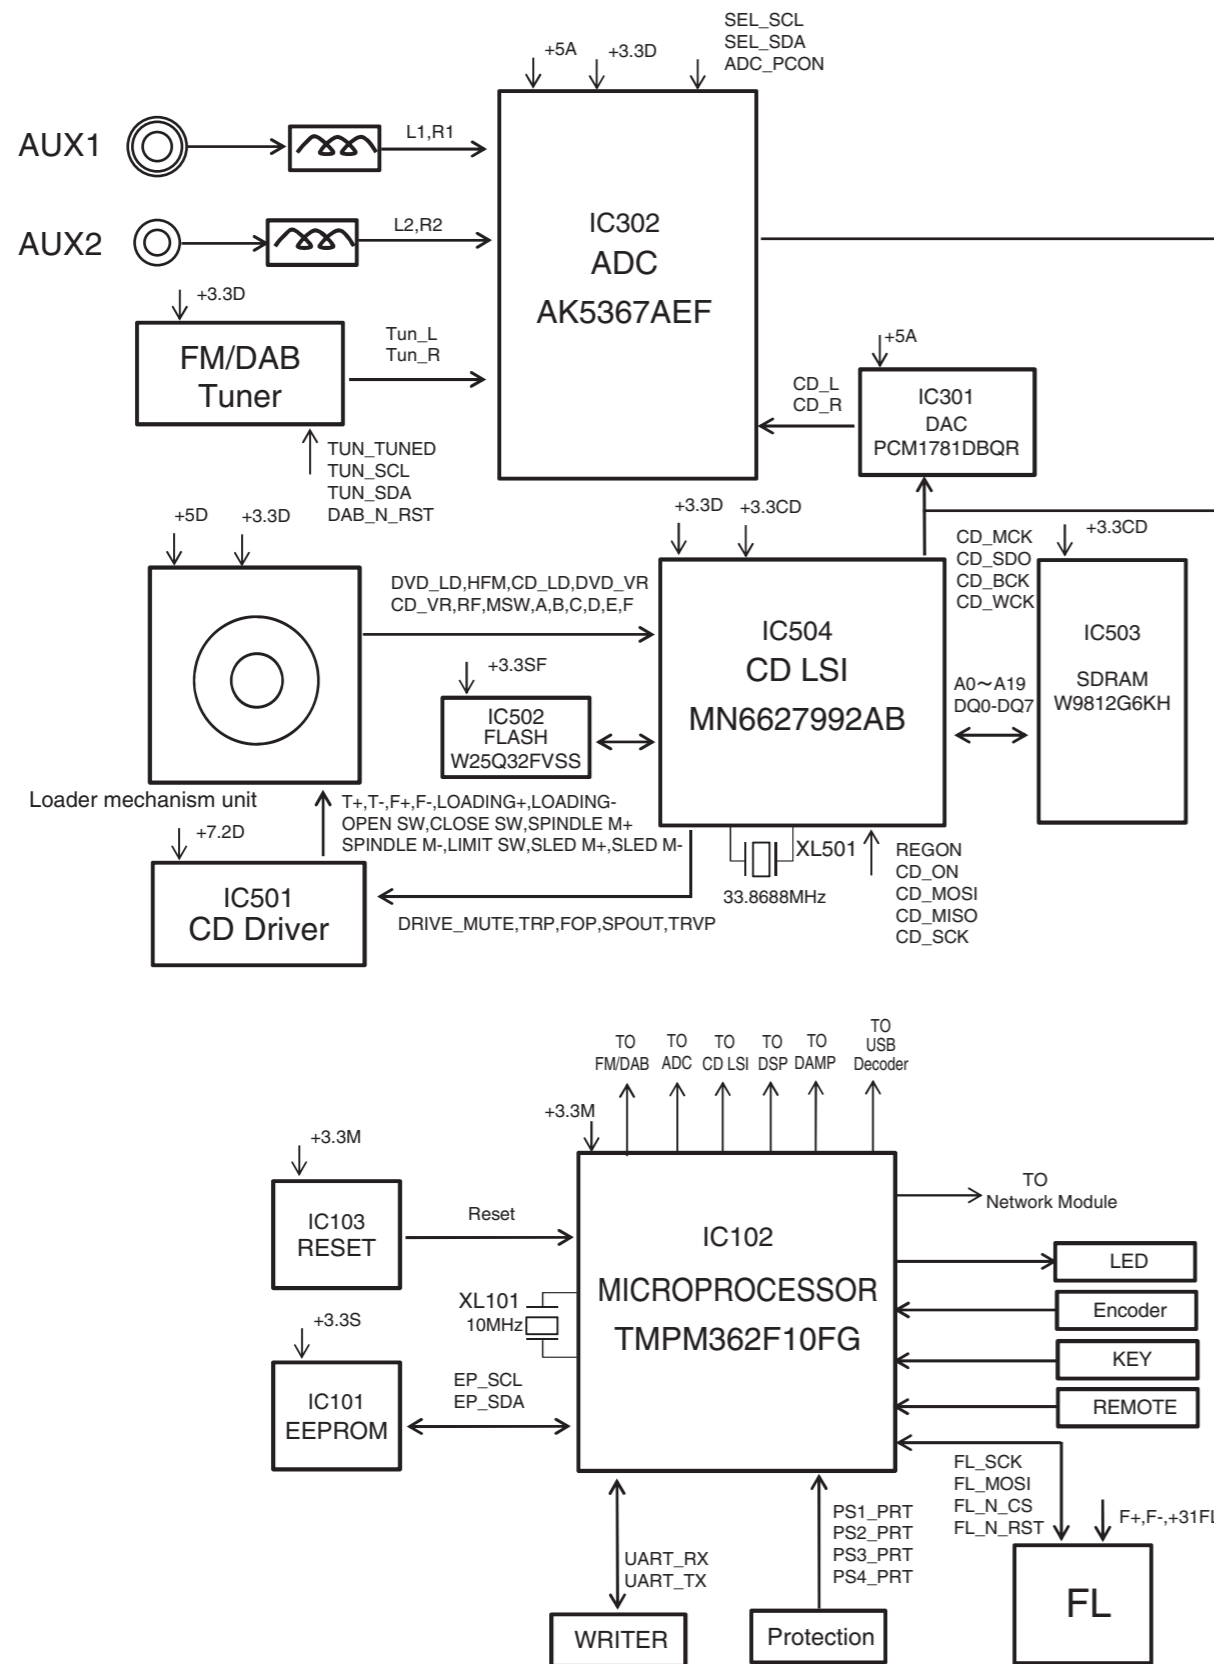 SEL_SCL
SEL_SDA
ADC_PCON
+5A
+3.3D
AUX1
L1,R1
AUX2
L2,R2
IC302
ADC
AK5367AEF
+3.3D
FM/DAB
Tuner
Tun_L
Tun_R
TUN_TUNED
TUN_SCL
TUN_SDA
DAB_N_RST
+5A
CD_L
CD_R
IC301
DAC
PCM1781DBQR
+5D
+3.3D
+3.3D
+3.3CD
CD_MCK
CD_SDO
CD_BCK
CD_WCK
+3.3CD
DVD_LD,HFM,CD_LD,DVD_VR
CD_VR,RF,MSW,A,B,C,D,E,F
IC504
CD LSI
MN6627992AB
IC503
SDRAM
W9812G6KH
A0～A19
DQ0-DQ7
+3.3SF
IC502
FLASH
W25Q32FVSS
Loader mechanism unit
T+,T-,F+,F-,LOADING+,LOADING-
OPEN SW,CLOSE SW,SPINDLE M+
SPINDLE M-,LIMIT SW,SLED M+,SLED M-
+7.2D
IC501
CD Driver
DRIVE_MUTE,TRP,FOP,SPOUT,TRVP
XL501
33.8688MHz
REGON
CD_ON
CD_MOSI
CD_MISO
CD_SCK
TO
FM/DAB
TO
ADC
TO
CD LSI
TO
DSP
TO
DAMP
TO
USB
Decoder
+3.3M
+3.3M
IC103
RESET
Reset
IC102
MICROPROCESSOR
TMPM362F10FG
TO
Network Module
LED
Encoder
KEY
REMOTE
XL101
10MHz
+3.3S
IC101
EEPROM
EP_SCL
EP_SDA
FL_SCK
FL_MOSI
FL_N_CS
FL_N_RST
F+,F-,+31FL
FL
UART_RX
UART_TX
WRITER
PS1_PRT
PS2_PRT
PS3_PRT
PS4_PRT
Protection